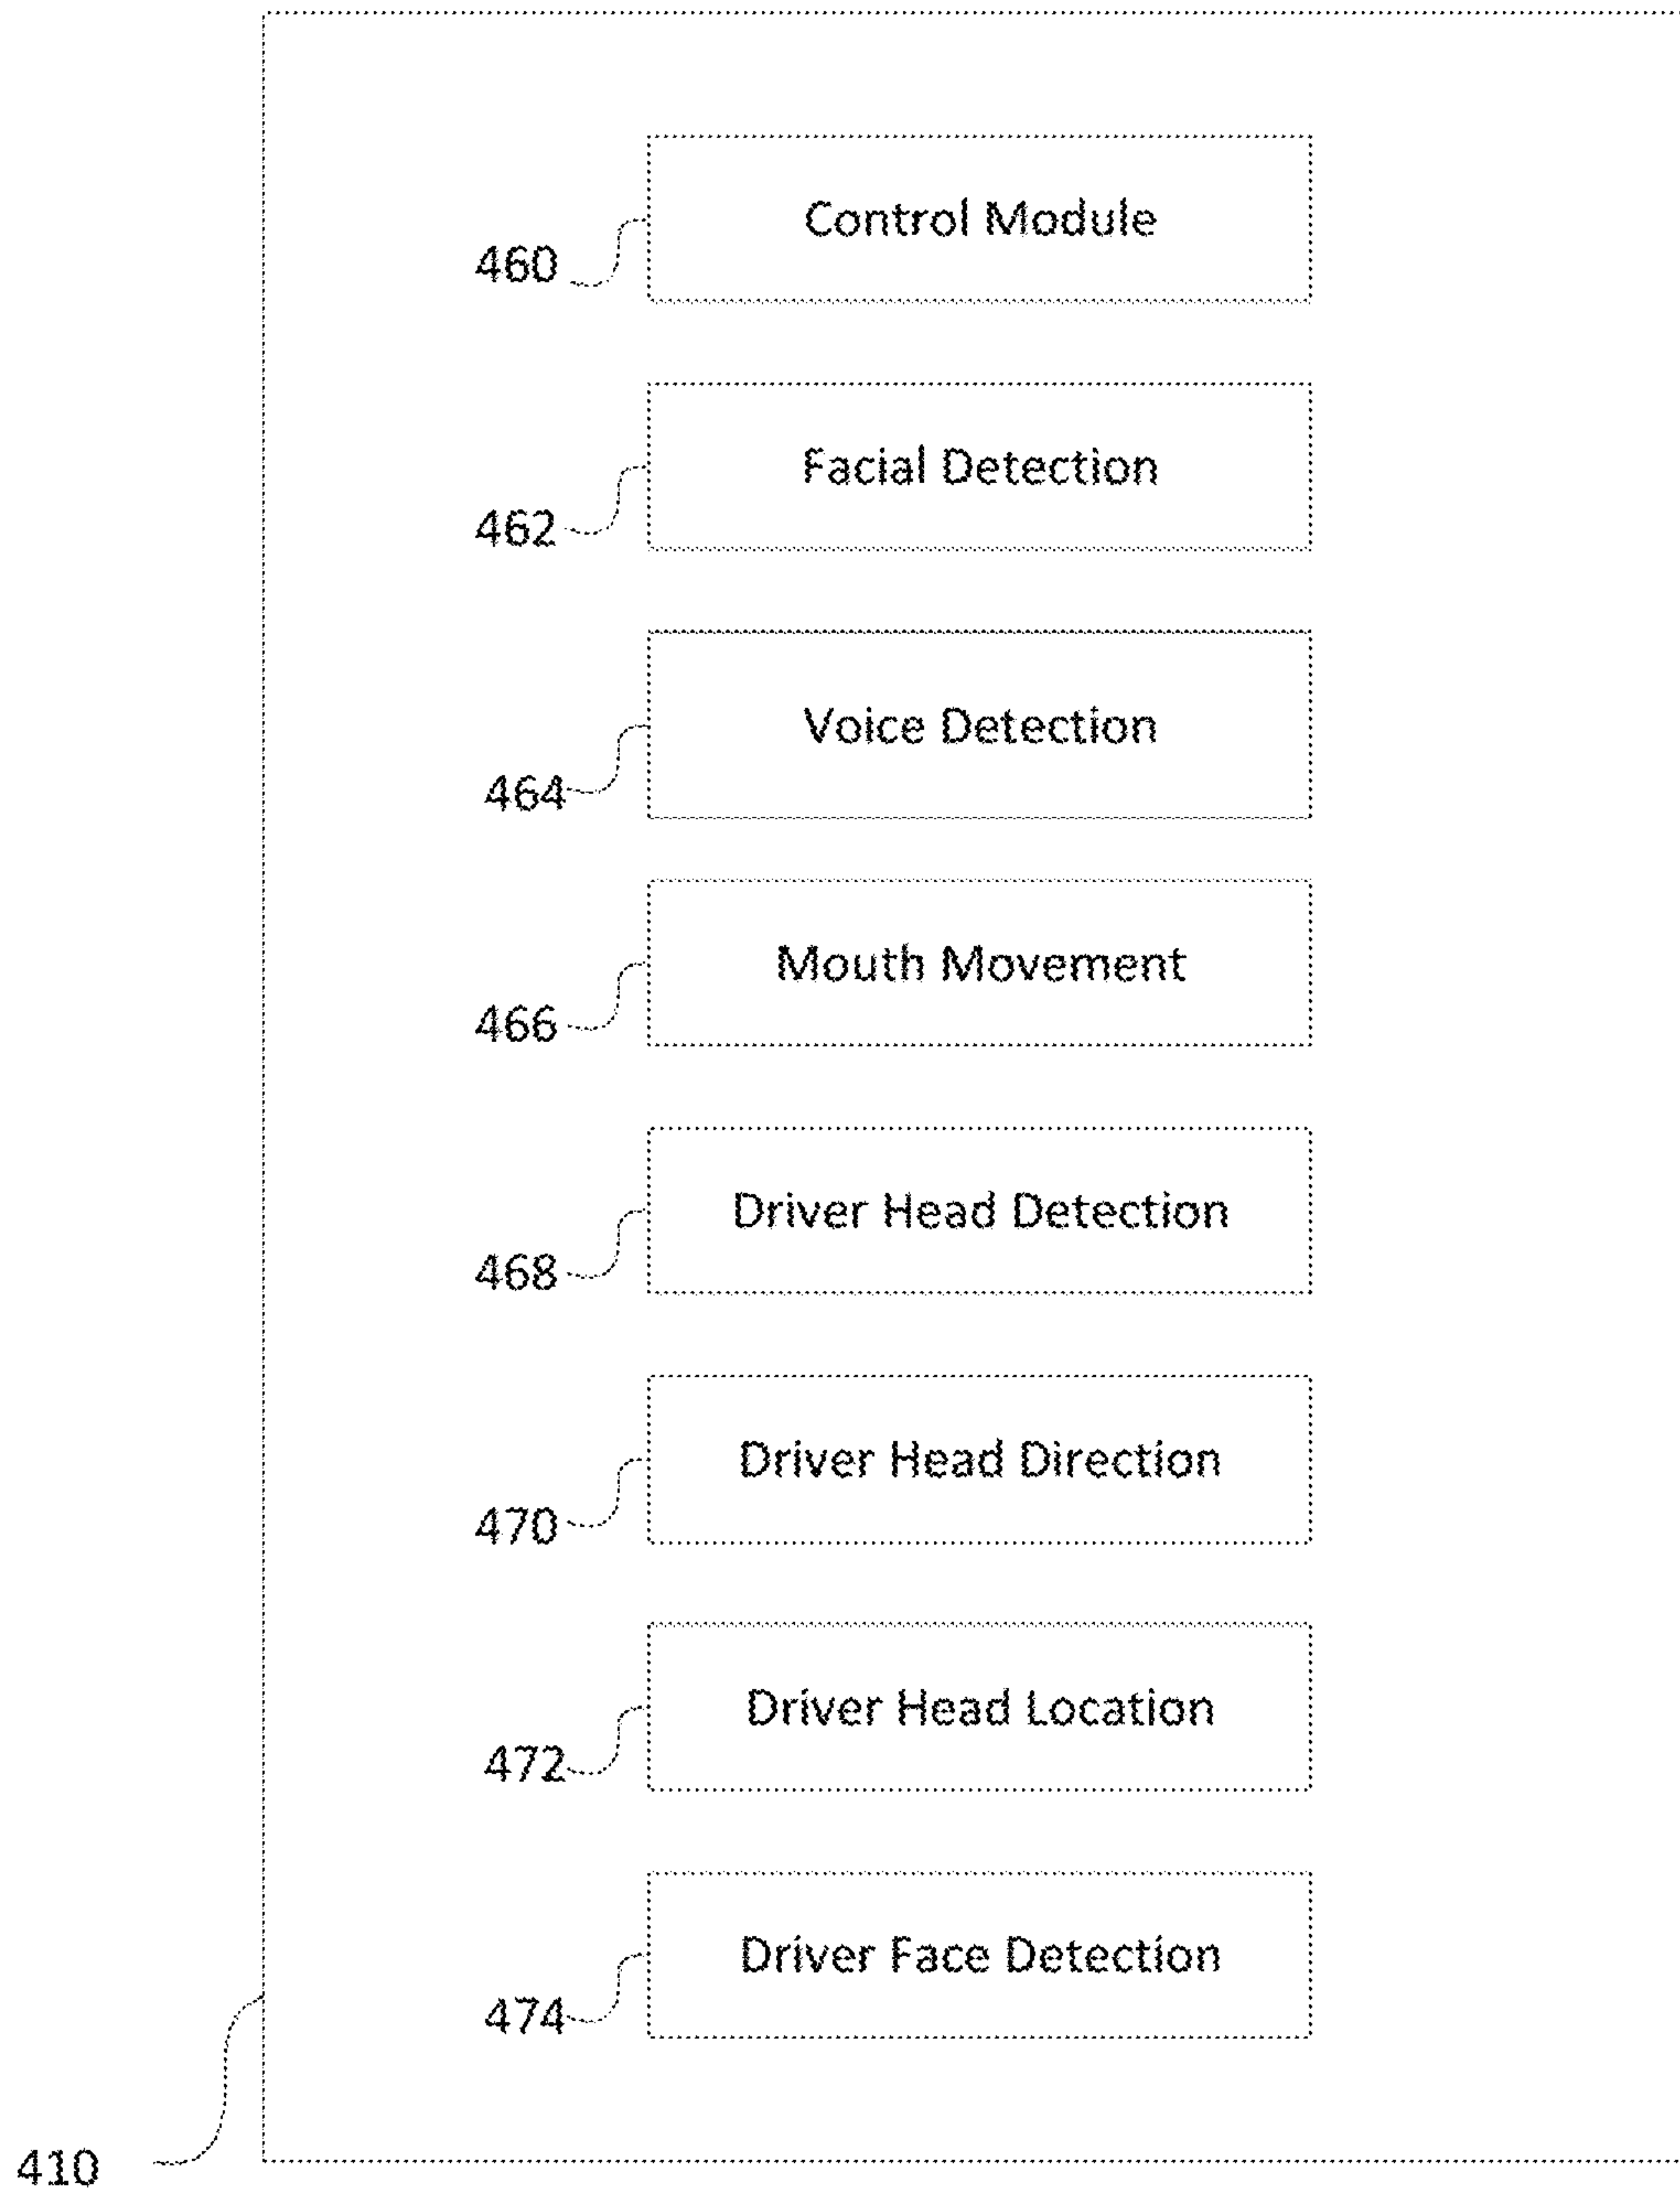 Control Module
460
Facial Detection
462
Voice Detection
464
Mouth Movement
466
Driver Head Detection
468
Driver Head Direction
470
Driver Head Location
472
Driver Face Detection
474
410